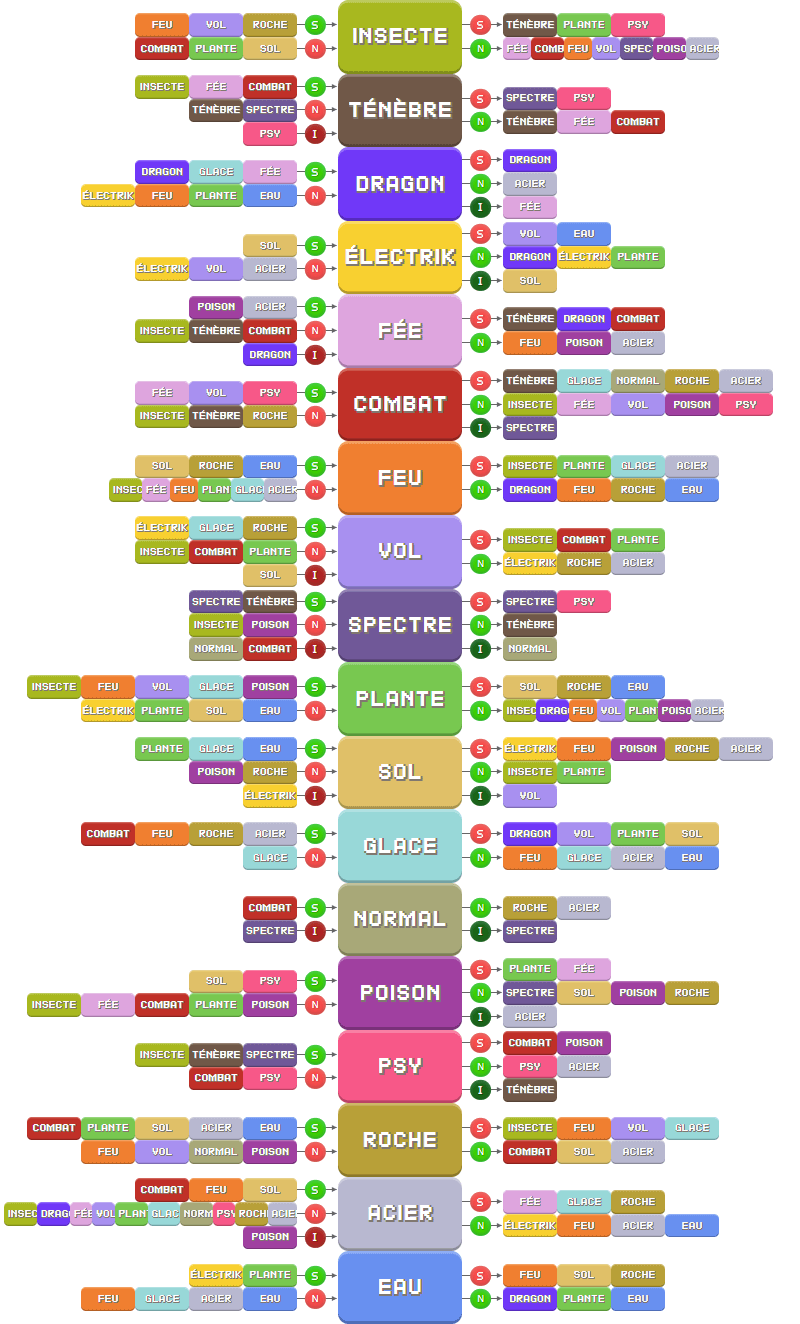 FEU VOL ROCHE S INSECTE S TÉNÈBRE PLANTE PSY
COMBAT PLANTE SOL N N FÉE COMB FEU VOL SPEC POISO ACIER
INSECTE FÉE COMBAT S TÉNÈBRE S SPECTRE PSY
TÉNÈBRE SPECTRE N N TÉNÈBRE FÉE COMBAT
PSY I
DRAGON GLACE FÉE S DRAGON S DRAGON
ÉLECTRIK FEU PLANTE EAU N N ACIER
I FÉE
SOL S ÉLECTRIK S VOL EAU
ÉLECTRIK VOL ACIER N N DRAGON ÉLECTRIK PLANTE
I SOL
POISON ACIER S FÉE S TÉNÈBRE DRAGON COMBAT
INSECTE TÉNÈBRE COMBAT N N FEU POISON ACIER
DRAGON I
FÉE VOL PSY S COMBAT S TÉNÈBRE GLACE NORMAL ROCHE ACIER
INSECTE TÉNÈBRE ROCHE N N INSECTE FÉE VOL POISON PSY
I SPECTRE
SOL ROCHE EAU S FEU S INSECTE PLANTE GLACE ACIER
INSEC FÉE FEU PLAN GLAC ACIER N N DRAGON FEU ROCHE EAU
ÉLECTRIK GLACE ROCHE S VOL S INSECTE COMBAT PLANTE
INSECTE COMBAT PLANTE N N ÉLECTRIK ROCHE ACIER
SOL I
SPECTRE TÉNÈBRE S SPECTRE S SPECTRE PSY
INSECTE POISON N N TÉNÈBRE
NORMAL COMBAT I I NORMAL
INSECTE FEU VOL GLACE POISON S PLANTE S SOL ROCHE EAU
ÉLECTRIK PLANTE SOL EAU N N INSEC DRAG FEU VOL PLAN POISO ACIER
PLANTE GLACE EAU S SOL S ÉLECTRIK FEU POISON ROCHE ACIER
POISON ROCHE N N INSECTE PLANTE
ÉLECTRIK I I VOL
COMBAT FEU ROCHE ACIER S GLACE S DRAGON VOL PLANTE SOL
GLACE N N FEU GLACE ACIER EAU
COMBAT S NORMAL N ROCHE ACIER
SPECTRE I I SPECTRE
SOL PSY S POISON S PLANTE FÉE
INSECTE FÉE COMBAT PLANTE POISON N N SPECTRE SOL POISON ROCHE
I ACIER
INSECTE TÉNÈBRE SPECTRE S PSY S COMBAT POISON
COMBAT PSY N N PSY ACIER
I TÉNÈBRE
COMBAT PLANTE SOL ACIER EAU S ROCHE S INSECTE FEU VOL GLACE
FEU VOL NORMAL POISON N N COMBAT SOL ACIER
COMBAT FEU SOL S ACIER S FÉE GLACE ROCHE
INSEC DRAG FÉE VOL PLAN GLAC NORM PSY ROCH ACIE N N ÉLECTRIK FEU ACIER EAU
POISON I
ÉLECTRIK PLANTE S EAU S FEU SOL ROCHE
FEU GLACE ACIER EAU N N DRAGON PLANTE EAU